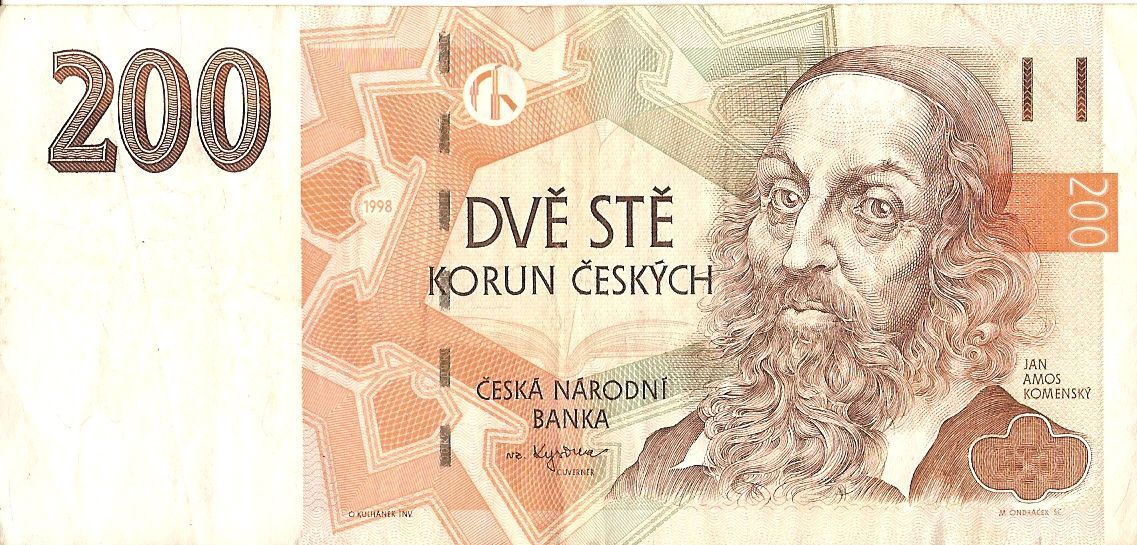 200
1998
DVĚ STĚ
KORUN ČESKÝCH
200
ČESKÁ NÁRODNÍ
BANKA
GUVERNÉR
JAN
AMOS
KOMENSKÝ
O. KULHÁNEK INV.
M. ONDRÁČEK SC.